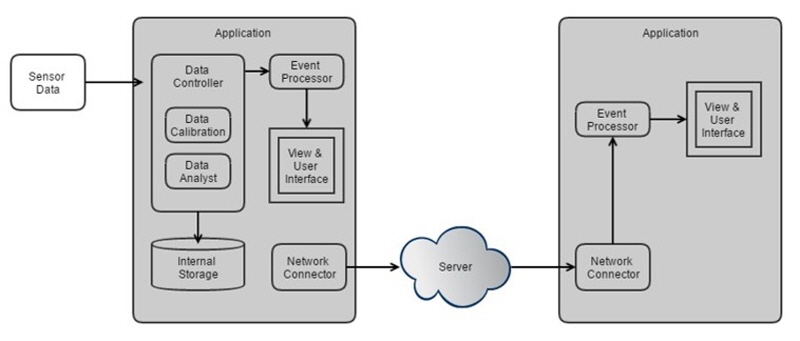 Application
Sensor
Data
Data
Controller
Data
Calibration
Data
Analyst
Event
Processor
View &
User
Interface
Internal
Storage
Network
Connector
Server
Application
Event
Processor
View &
User
Interface
Network
Connector